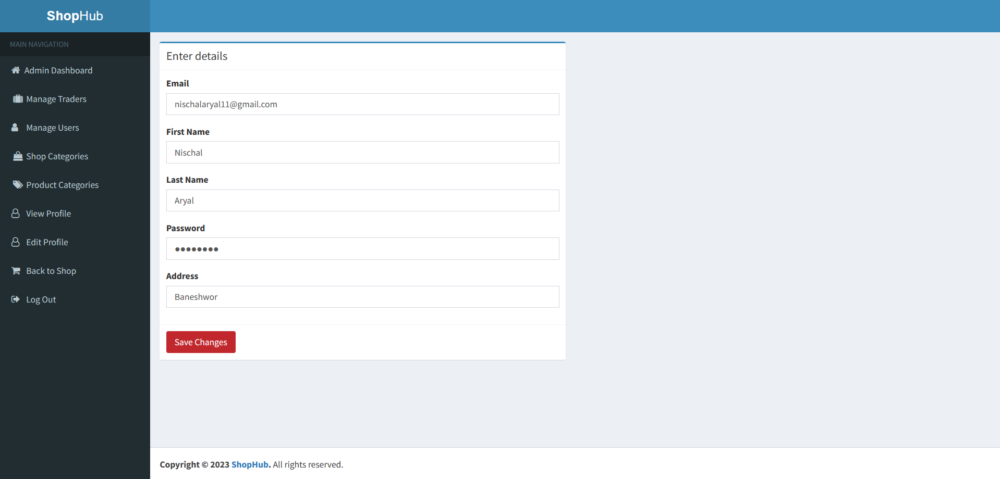 ShopHub
MAIN NAVIGATION
Admin Dashboard
Manage Traders
Manage Users
Shop Categories
Product Categories
View Profile
Edit Profile
Back to Shop
Log Out
Enter details
Email
nischalaryal11@gmail.com
First Name
Nischal
Last Name
Aryal
Password
••••••••
Address
Baneshwor
Save Changes
Copyright © 2023 ShopHub. All rights reserved.